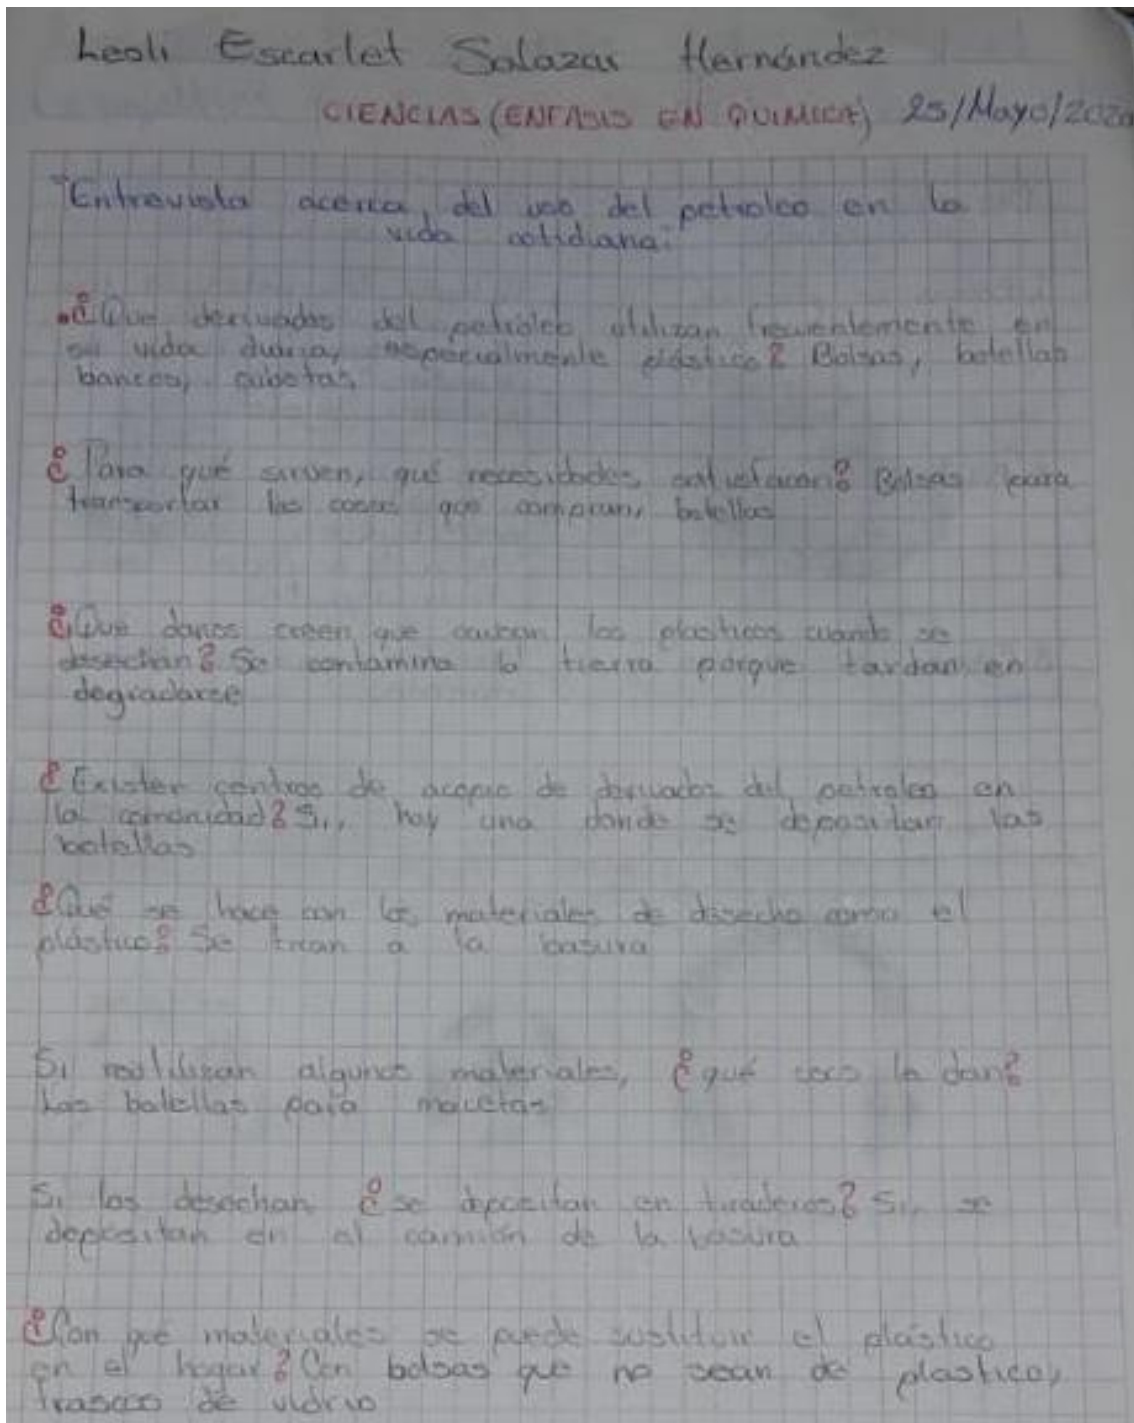 Leoli Escarlet Salazar Hernández
CIENCIAS (ENFASIS EN QUIMICA) 25/Mayo/2020
"Entrevista acerca, del uso del petroleo en la
vida cotidiana"
¿Que derivados del petroleo utilizan frecuentemente en
su vida diaria, especialmente plástico? Bolsas, botellas
bancos, cubetas
¿Para qué sirven, qué necesidades satisfacen? Bolsas para
transportar las cosas que compran, botellas
¿Que danos creen que causan los plasticos cuando se
desechan? Se contamina la tierra porque tardan en
degradarse
¿Existen centros de acopio de derivados del petroleo en
la comunidad? Si, hay una donde se depositan las
botellas
¿Qué se hace con los materiales de desecho como el
plástico? Se tiran a la basura
Si reutilizan algunos materiales, ¿qué usos le dan?
Las botellas para macetas
Si los desechan ¿se depositan en tiraderos? Si, se
depositan en el camión de la basura
¿Con qué materiales se puede sustituir el plástico
en el hogar? Con bolsas que no sean de plastico,
frascos de vidrio